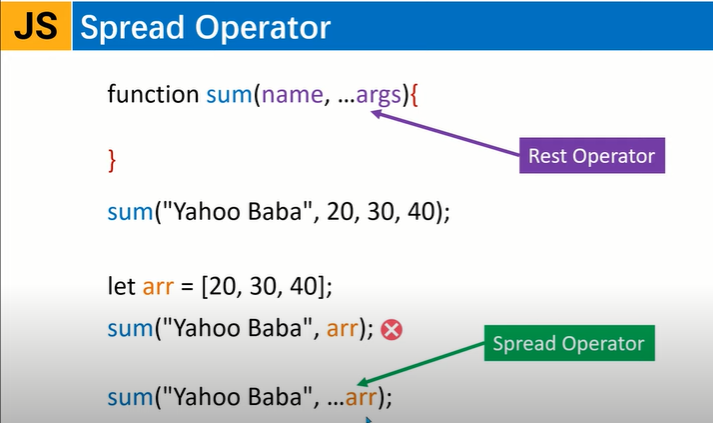 JS Spread Operator
function sum(name, ...args){
Rest Operator
}
sum("Yahoo Baba", 20, 30, 40);
let arr = [20, 30, 40];
sum("Yahoo Baba", arr);
Spread Operator
sum("Yahoo Baba", ...arr);